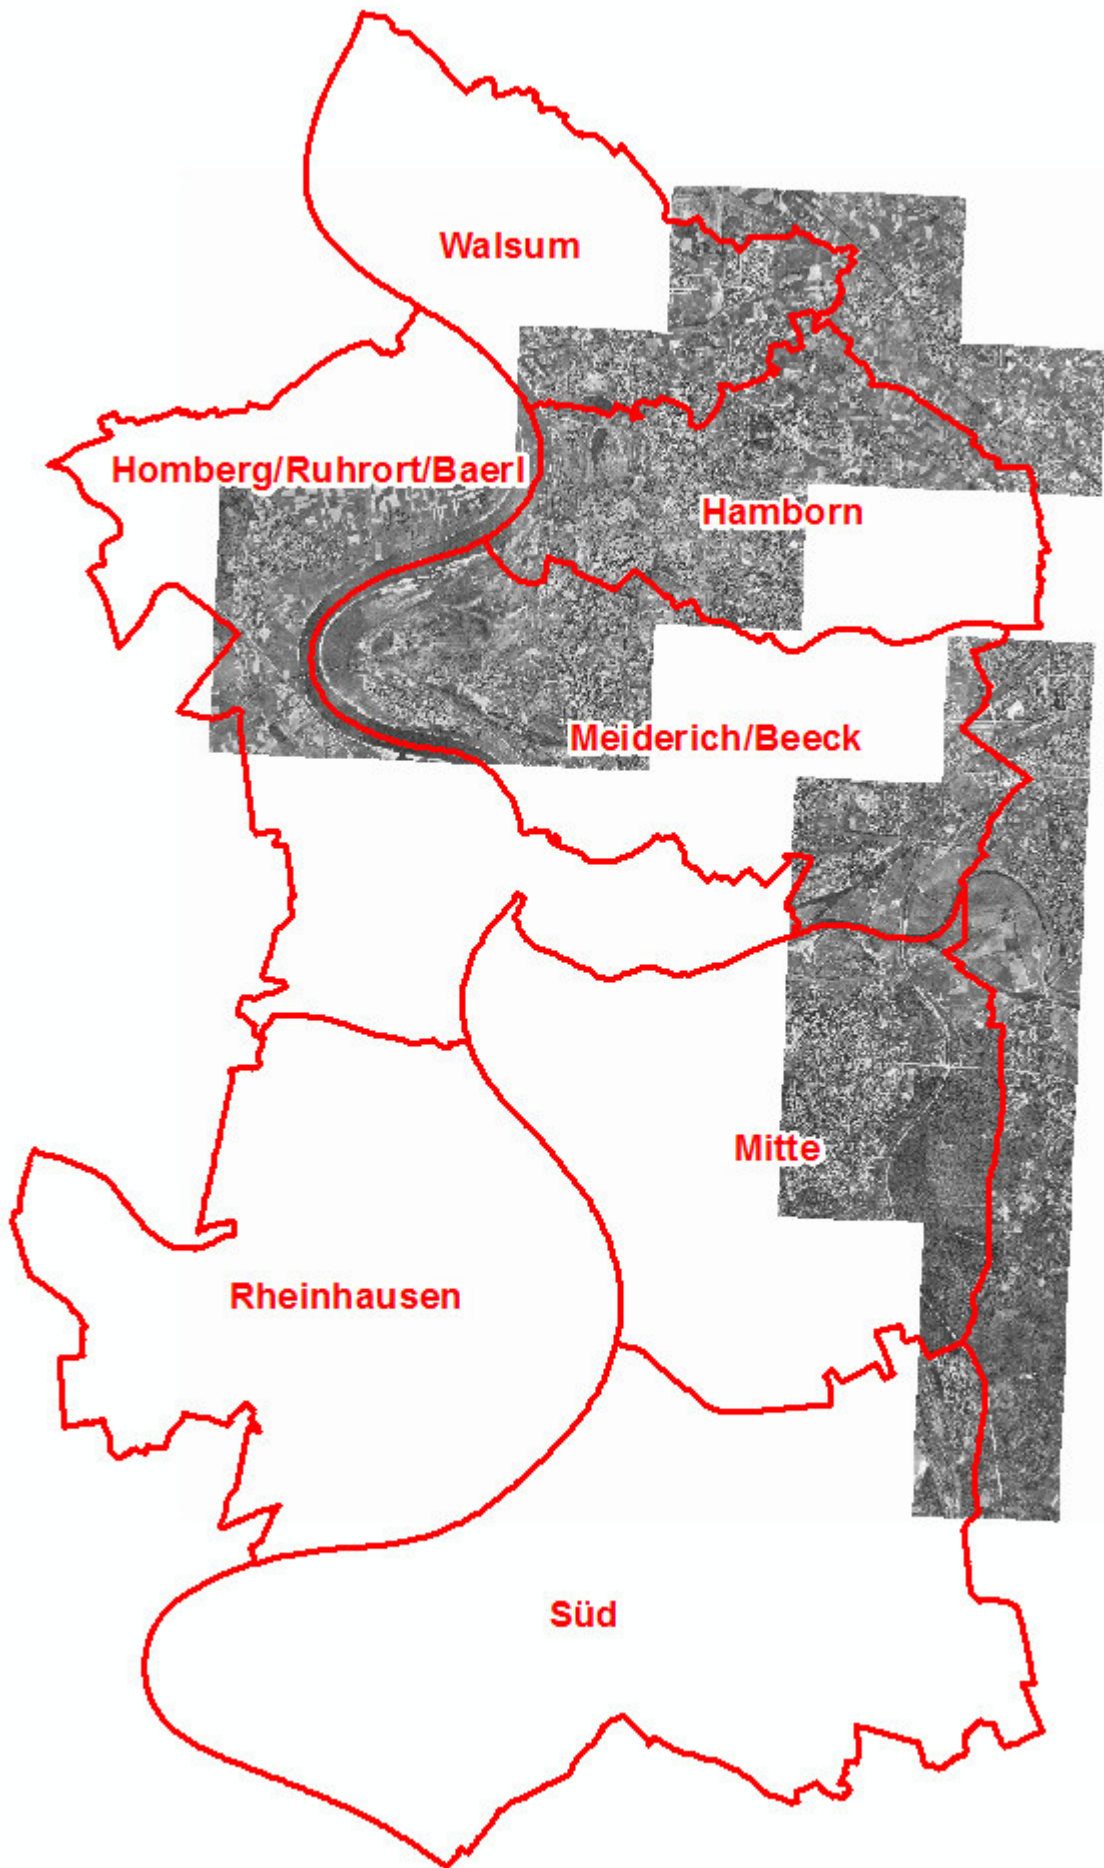 Walsum
Homberg/Ruhrort/Baerl
Hamborn
Meiderich/Beeck
Mitte
Rheinhausen
Süd